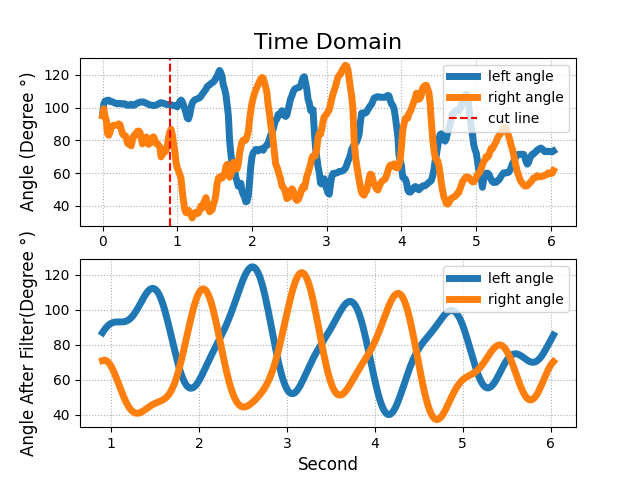 Time Domain
Angle (Degree °)
120
100
80
60
40
left angle
right angle
cut line
0 1 2 3 4 5 6
Angle After Filter(Degree °)
120
100
80
60
40
left angle
right angle
1 2 3 4 5 6
Second